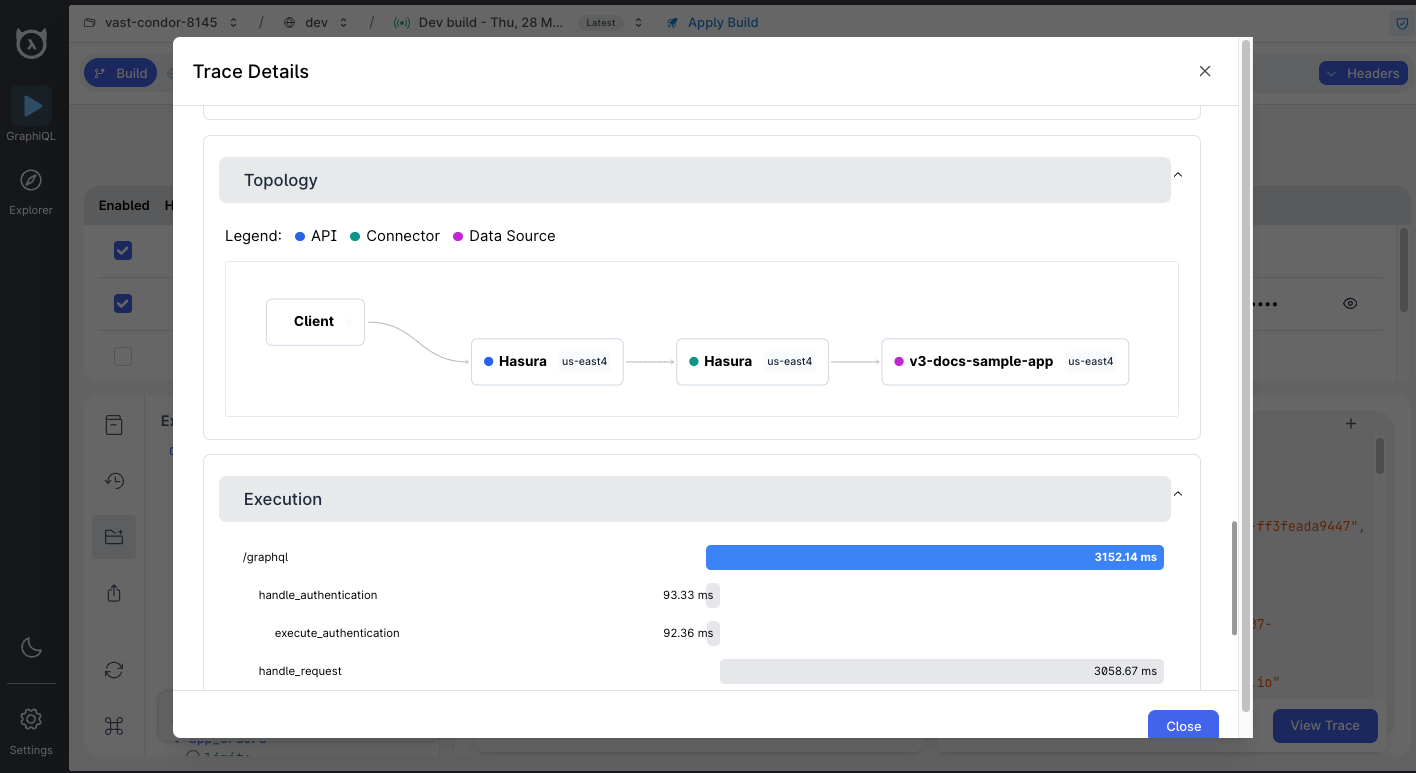 vast-condor-8145 / dev / Dev build - Thu, 28 M... Latest Apply Build
Build
Headers
GraphiQL
Explorer
Settings
Enabled
Trace Details
Topology
Legend: API Connector Data Source
Client
Hasura us-east4
Hasura us-east4
v3-docs-sample-app us-east4
Execution
/graphql 3152.14 ms
handle_authentication 93.33 ms
execute_authentication 92.36 ms
handle_request 3058.67 ms
Close
-ff3feada9447",
07-
.io"
View Trace
app_orders
limit: